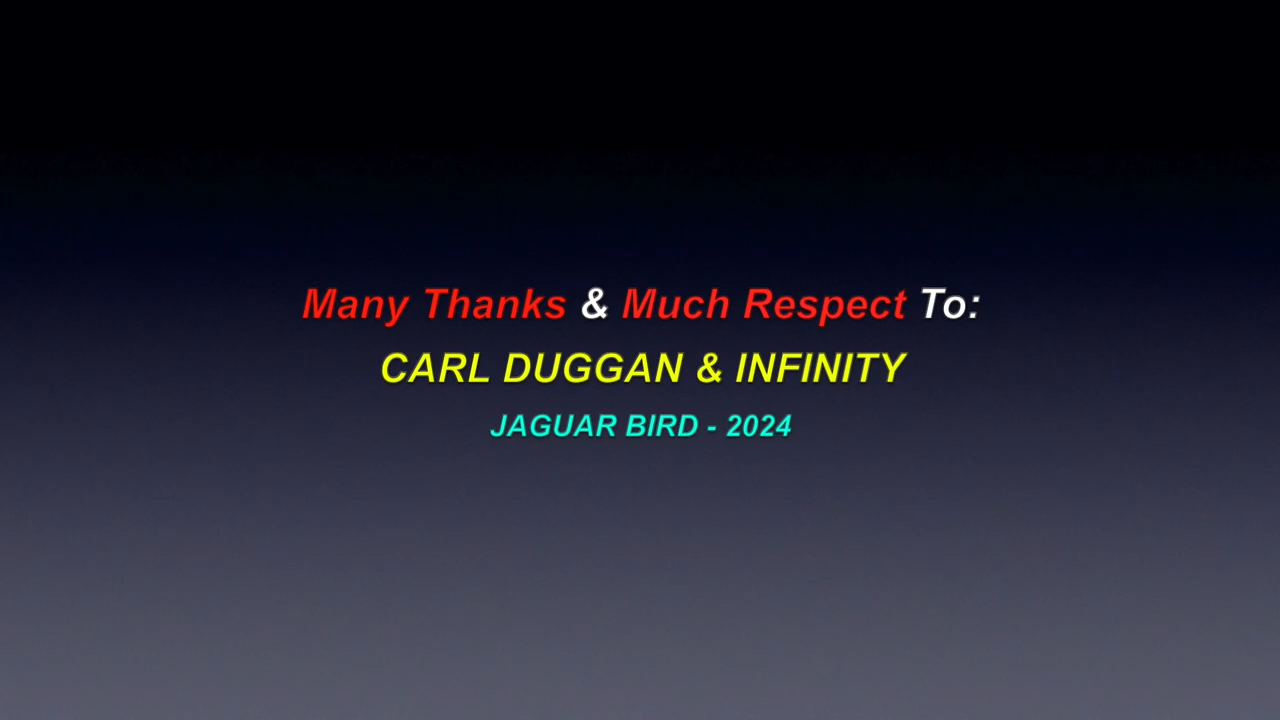 Many Thanks & Much Respect To:
CARL DUGGAN & INFINITY
JAGUAR BIRD - 2024